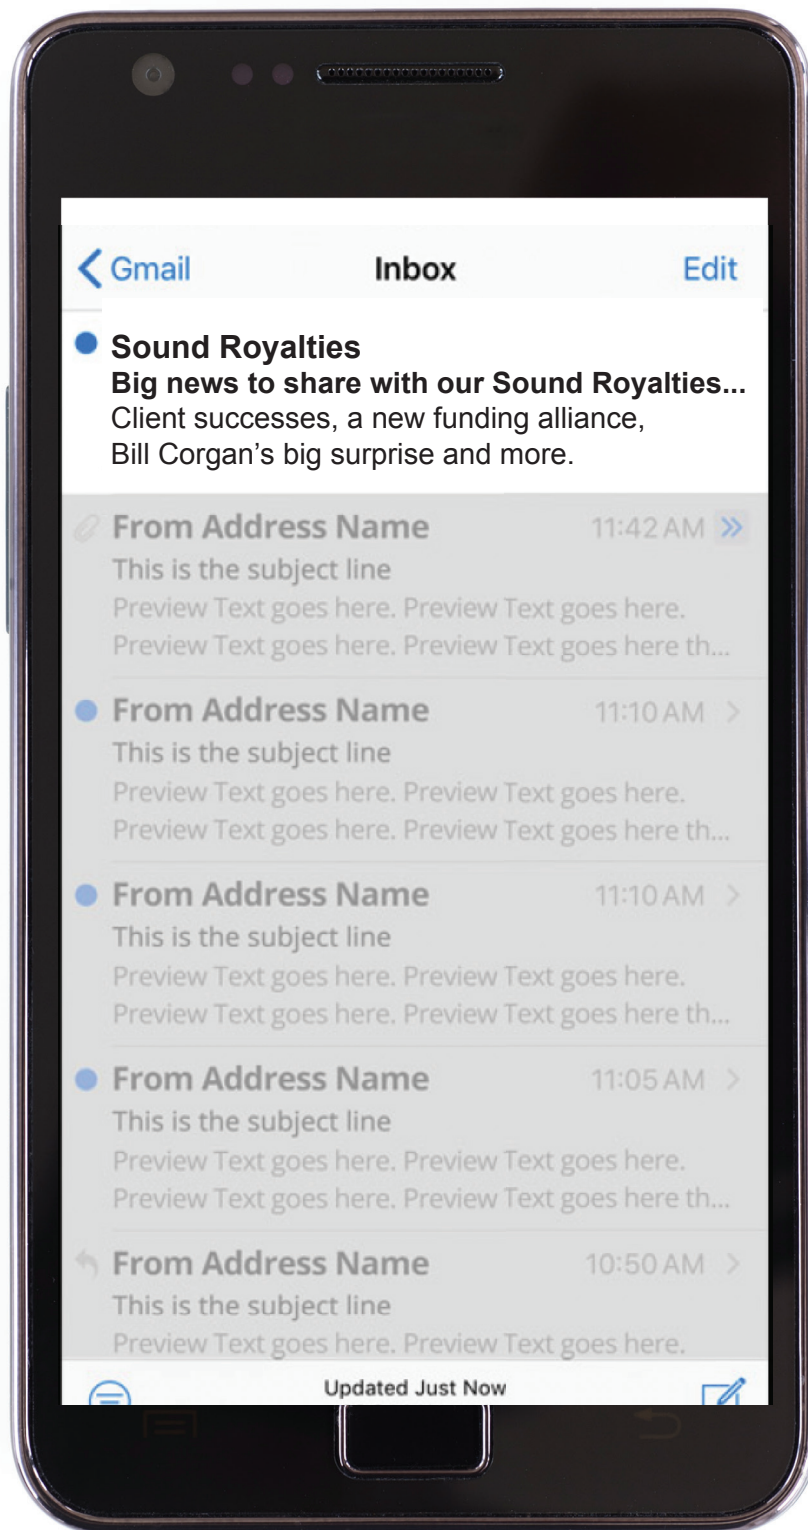 Gmail Inbox Edit
Sound Royalties
Big news to share with our Sound Royalties...
Client successes, a new funding alliance,
Bill Corgan’s big surprise and more.
From Address Name 11:42 AM
This is the subject line
Preview Text goes here. Preview Text goes here.
Preview Text goes here. Preview Text goes here th...
From Address Name 11:10 AM
This is the subject line
Preview Text goes here. Preview Text goes here.
Preview Text goes here. Preview Text goes here th...
From Address Name 11:10 AM
This is the subject line
Preview Text goes here. Preview Text goes here.
Preview Text goes here. Preview Text goes here th...
From Address Name 11:05 AM
This is the subject line
Preview Text goes here. Preview Text goes here.
Preview Text goes here. Preview Text goes here th...
From Address Name 10:50 AM
This is the subject line
Preview Text goes here. Preview Text goes here.
Updated Just Now